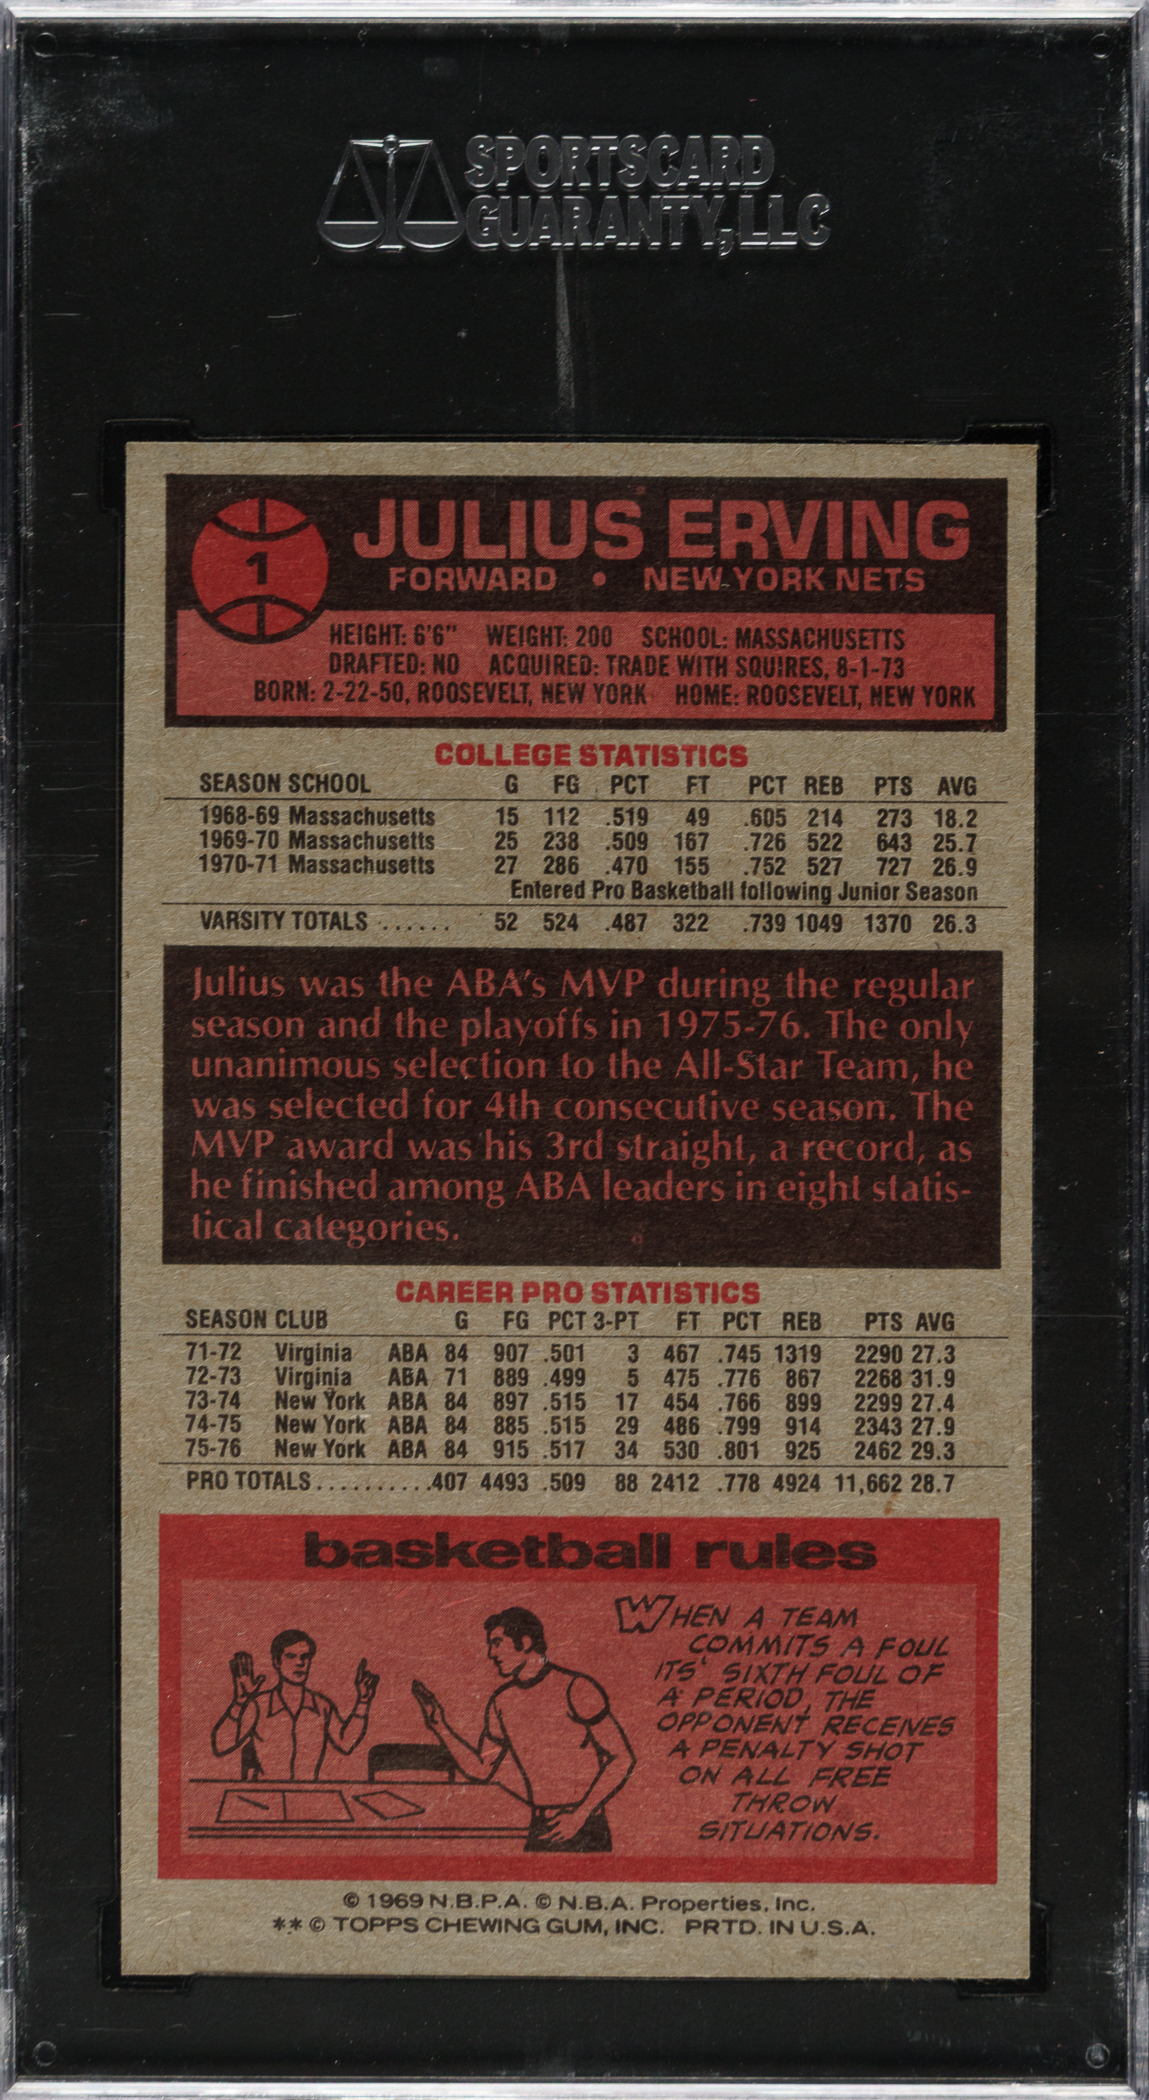 SPORTSCARD
GUARANTY, LLC
1
JULIUS ERVING
FORWARD • NEW YORK NETS
HEIGHT: 6'6" WEIGHT: 200 SCHOOL: MASSACHUSETTS
DRAFTED: NO ACQUIRED: TRADE WITH SQUIRES, 8-1-73
BORN: 2-22-50, ROOSEVELT, NEW YORK HOME: ROOSEVELT, NEW YORK
COLLEGE STATISTICS
SEASON SCHOOL G FG PCT FT PCT REB PTS AVG
1968-69 Massachusetts 15 112 .519 49 .605 214 273 18.2
1969-70 Massachusetts 25 238 .509 167 .726 522 643 25.7
1970-71 Massachusetts 27 286 .470 155 .752 527 727 26.9
Entered Pro Basketball following Junior Season
VARSITY TOTALS ...... 52 524 .487 322 .739 1049 1370 26.3
Julius was the ABA's MVP during the regular
season and the playoffs in 1975-76. The only
unanimous selection to the All-Star Team, he
was selected for 4th consecutive season. The
MVP award was his 3rd straight, a record, as
he finished among ABA leaders in eight statis-
tical categories.
CAREER PRO STATISTICS
SEASON CLUB G FG PCT 3-PT FT PCT REB PTS AVG
71-72 Virginia ABA 84 907 .501 3 467 .745 1319 2290 27.3
72-73 Virginia ABA 71 889 .499 5 475 .776 867 2268 31.9
73-74 New York ABA 84 897 .515 17 454 .766 899 2299 27.4
74-75 New York ABA 84 885 .515 29 486 .799 914 2343 27.9
75-76 New York ABA 84 915 .517 34 530 .801 925 2462 29.3
PRO TOTALS..........407 4493 .509 88 2412 .778 4924 11,662 28.7
basketball rules
WHEN A TEAM
COMMITS A FOUL
ITS' SIXTH FOUL OF
A PERIOD, THE
OPPONENT RECEIVES
A PENALTY SHOT
ON ALL FREE
THROW
SITUATIONS.
© 1969 N.B.P.A. © N.B.A. Properties, Inc.
** © TOPPS CHEWING GUM, INC. PRTD. IN U.S.A.